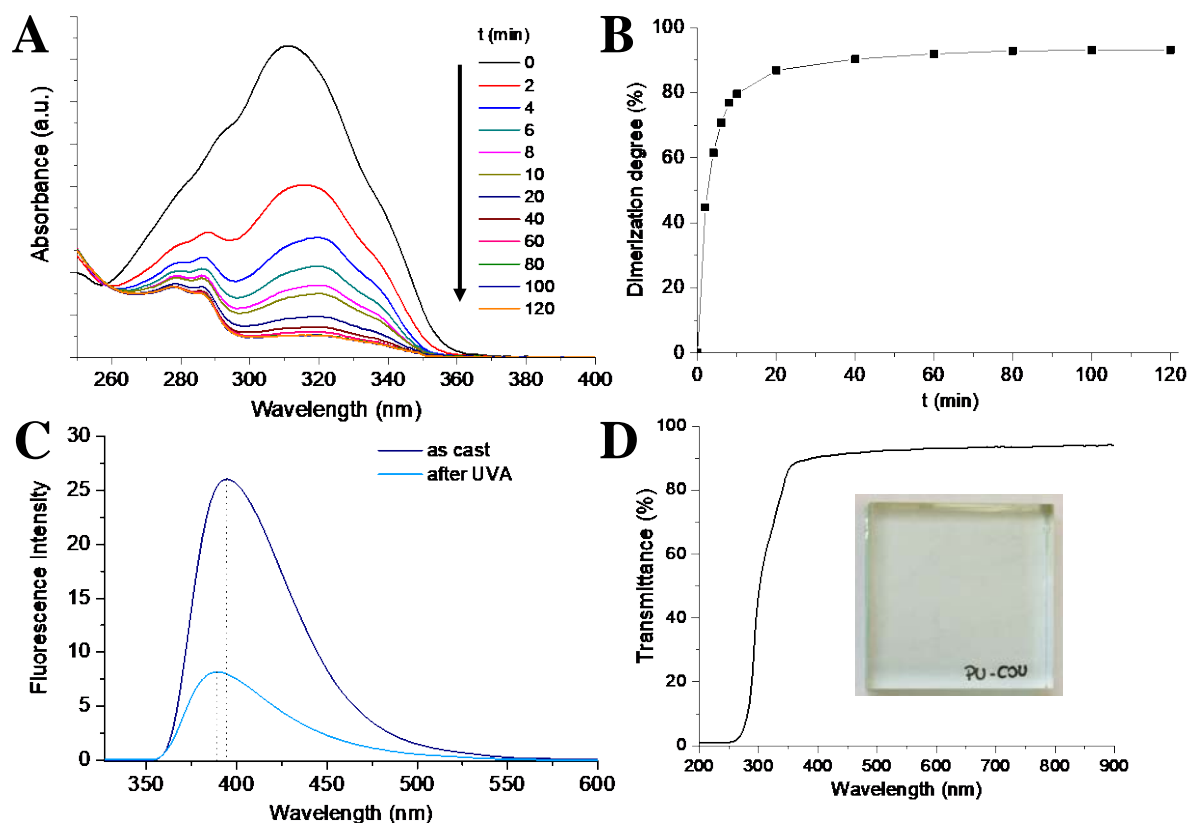 A
Absorbance (a.u.)
t (min)
0
2
4
6
8
10
20
40
60
80
100
120
260 280 300 320 340 360 380 400
Wavelength (nm)
B
Dimerization degree (%)
100
80
60
40
20
0
0 20 40 60 80 100 120
t (min)
C
Fluorescence Intensity
30
25
20
15
10
5
0
as cast
after UVA
350 400 450 500 550 600
Wavelength (nm)
D
Transmittance (%)
100
80
60
40
20
0
PU-COU
200 300 400 500 600 700 800 900
Wavelength (nm)